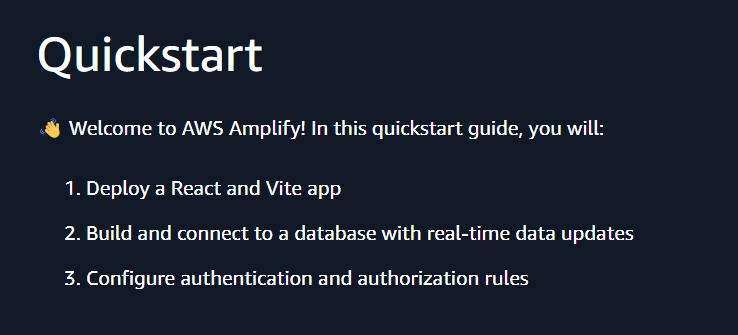 Quickstart
👋 Welcome to AWS Amplify! In this quickstart guide, you will:
1. Deploy a React and Vite app
2. Build and connect to a database with real-time data updates
3. Configure authentication and authorization rules